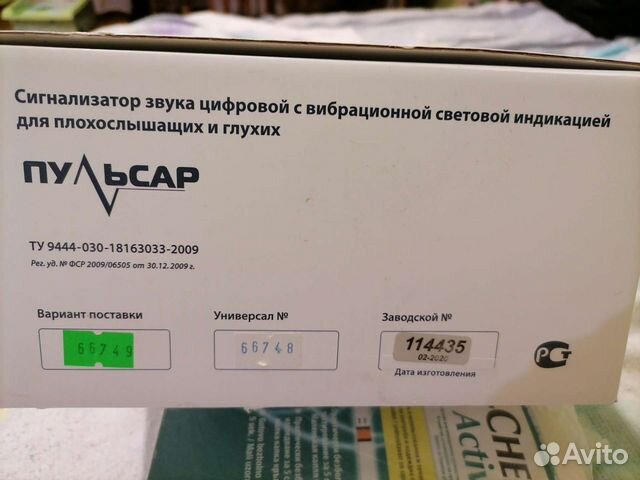 Сигнализатор звука цифровой с вибрационной световой индикацией
для плохослышащих и глухих
ПУЛЬСАР
ТУ 9444-030-18163033-2009
Рег. уд. № ФСР 2009/06505 от 30.12.2009 г.
Вариант поставки Универсал № Заводской №
66749 66748 114435
02-2020
Дата изготовления
РСТ
CHE
Activ
Avito